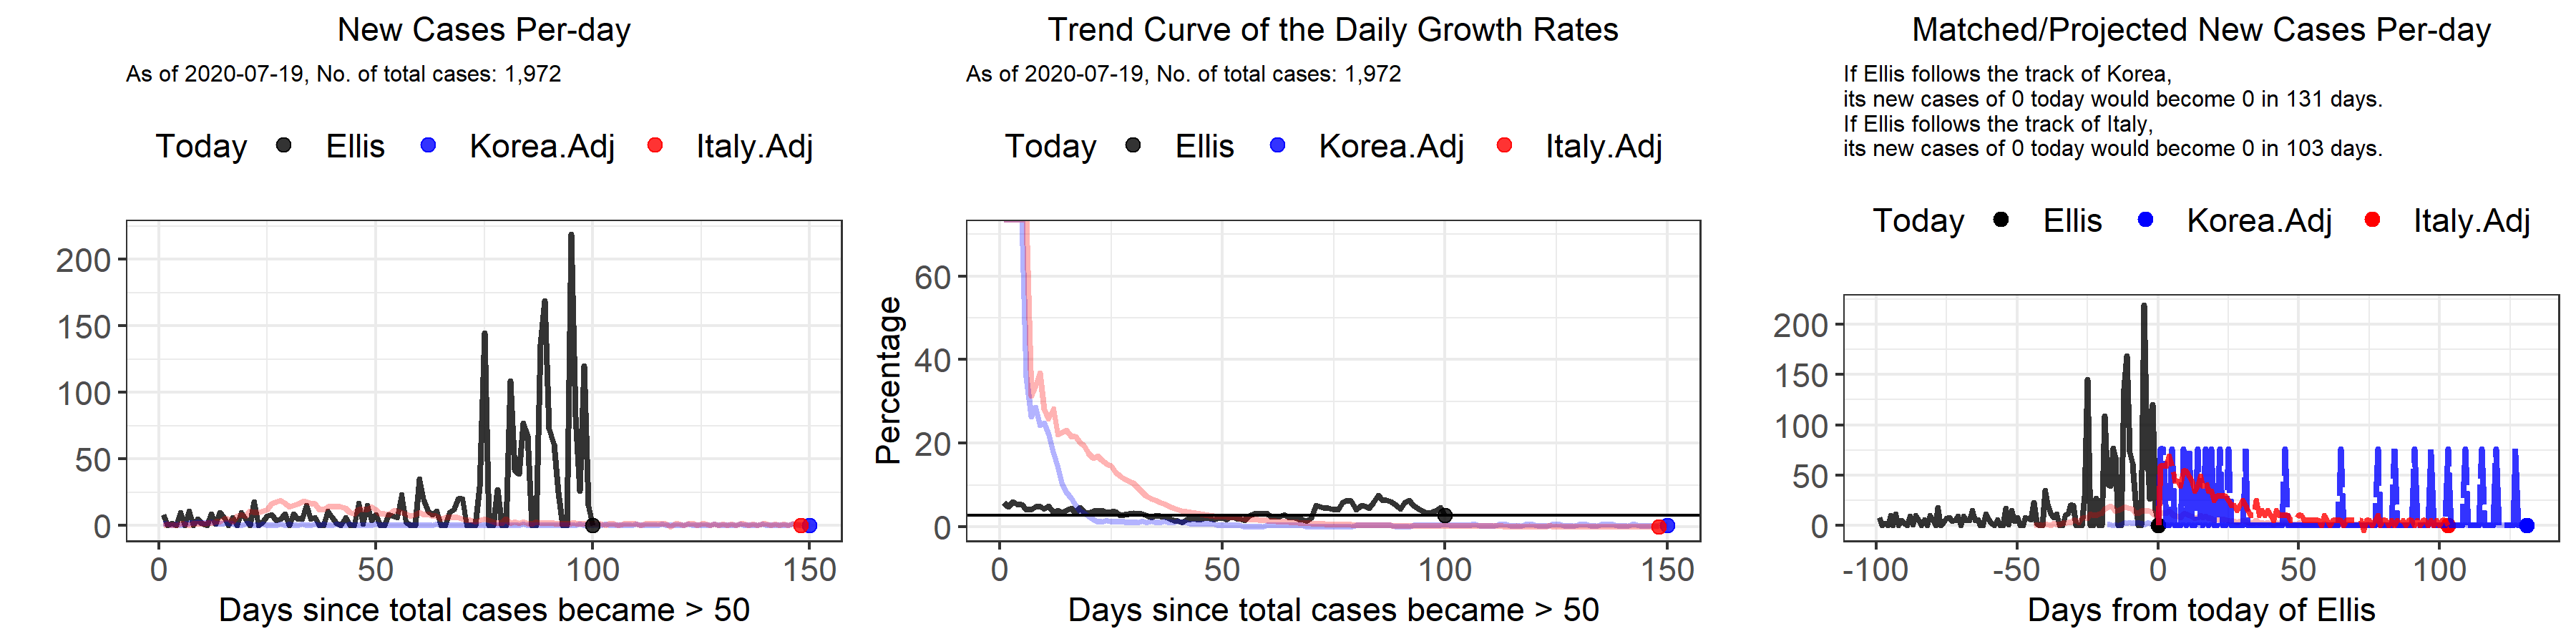 New Cases Per-day
As of 2020-07-19, No. of total cases: 1,972
Today Ellis Korea.Adj Italy.Adj
200
150
100
50
0
0 50 100 150
Days since total cases became > 50
Trend Curve of the Daily Growth Rates
As of 2020-07-19, No. of total cases: 1,972
Today Ellis Korea.Adj Italy.Adj
Percentage
60
40
20
0
0 50 100 150
Days since total cases became > 50
Matched/Projected New Cases Per-day
If Ellis follows the track of Korea,
its new cases of 0 today would become 0 in 131 days.
If Ellis follows the track of Italy,
its new cases of 0 today would become 0 in 103 days.
Today Ellis Korea.Adj Italy.Adj
200
150
100
50
0
-100 -50 0 50 100
Days from today of Ellis